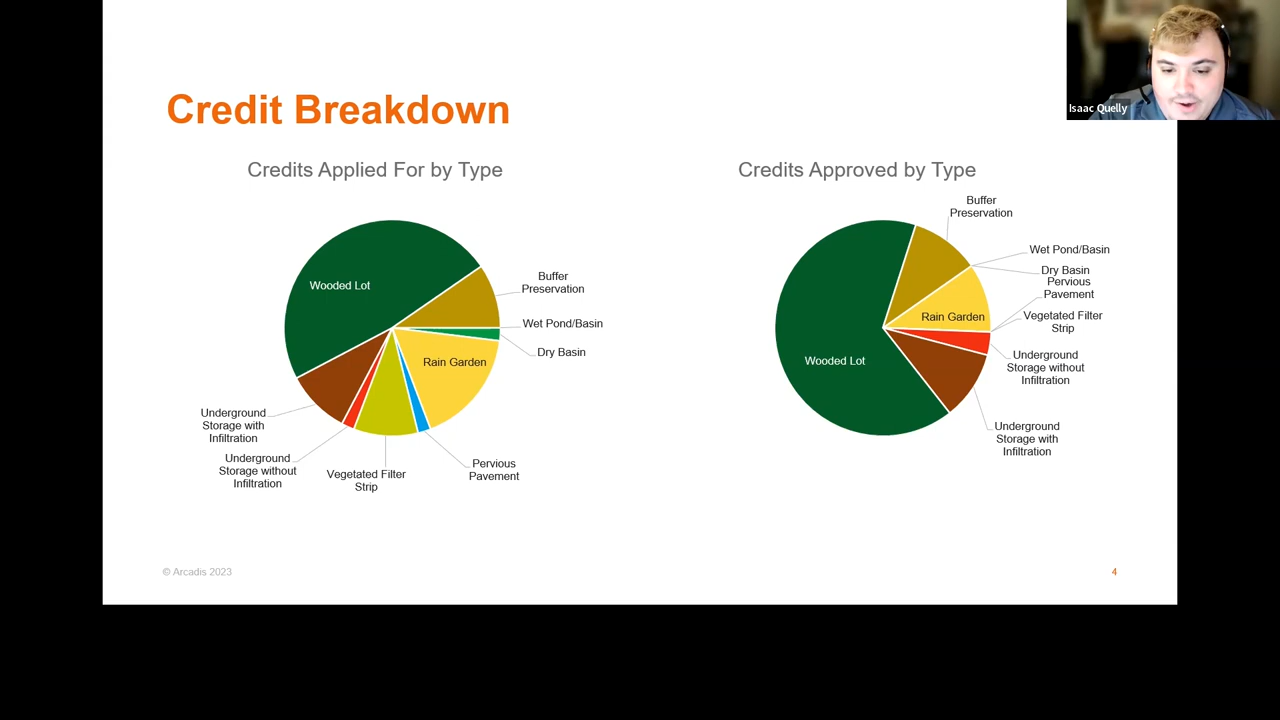 Isaac Quelly
Credit Breakdown
Credits Applied For by Type
Wooded Lot
Buffer
Preservation
Wet Pond/Basin
Dry Basin
Rain Garden
Pervious
Pavement
Vegetated Filter
Strip
Underground
Storage without
Infiltration
Underground
Storage with
Infiltration
Credits Approved by Type
Buffer
Preservation
Wet Pond/Basin
Dry Basin
Pervious
Pavement
Rain Garden
Vegetated Filter
Strip
Underground
Storage without
Infiltration
Wooded Lot
Underground
Storage with
Infiltration
© Arcadis 2023
4